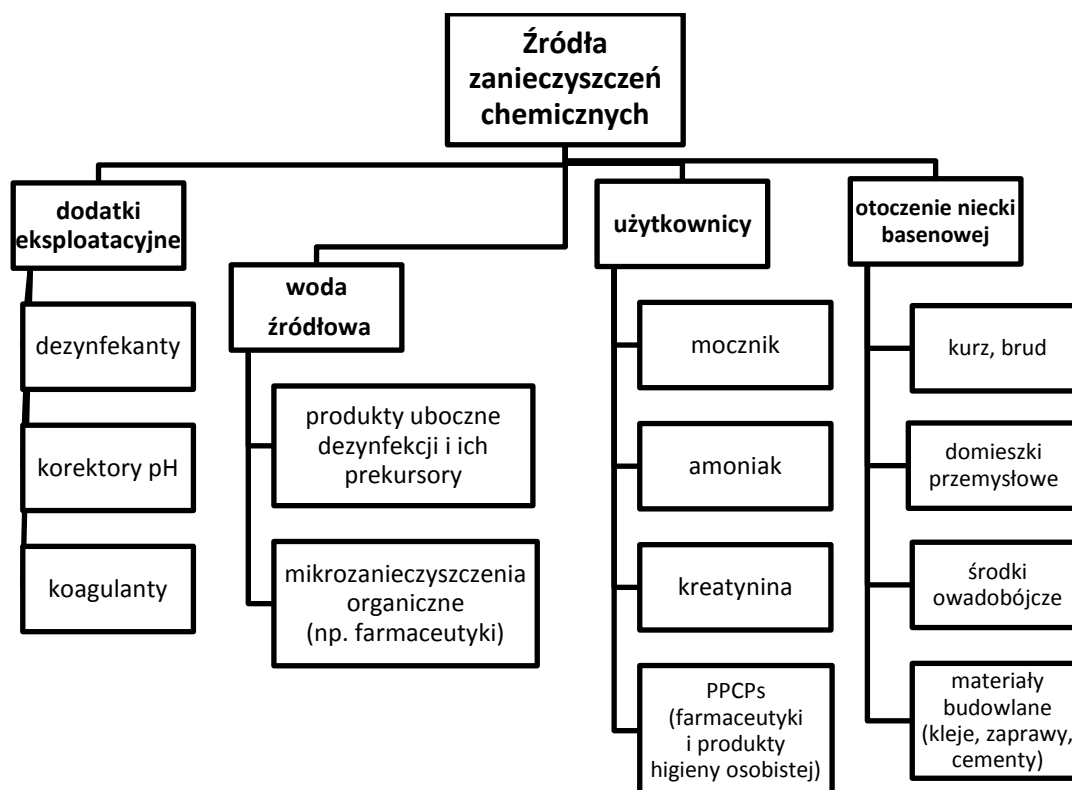 Źródła
zanieczyszczeń
chemicznych
dodatki
eksploatacyjne
dezynfekanty
korektory pH
koagulanty
woda
źródłowa
produkty uboczne
dezynfekcji i ich
prekursory
mikrozanieczyszczenia
organiczne
(np. farmaceutyki)
użytkownicy
mocznik
amoniak
kreatynina
PPCPs
(farmaceutyki
i produkty
higieny osobistej)
otoczenie niecki
basenowej
kurz, brud
domieszki
przemysłowe
środki
owadobójcze
materiały
budowlane
(kleje, zaprawy,
cementy)